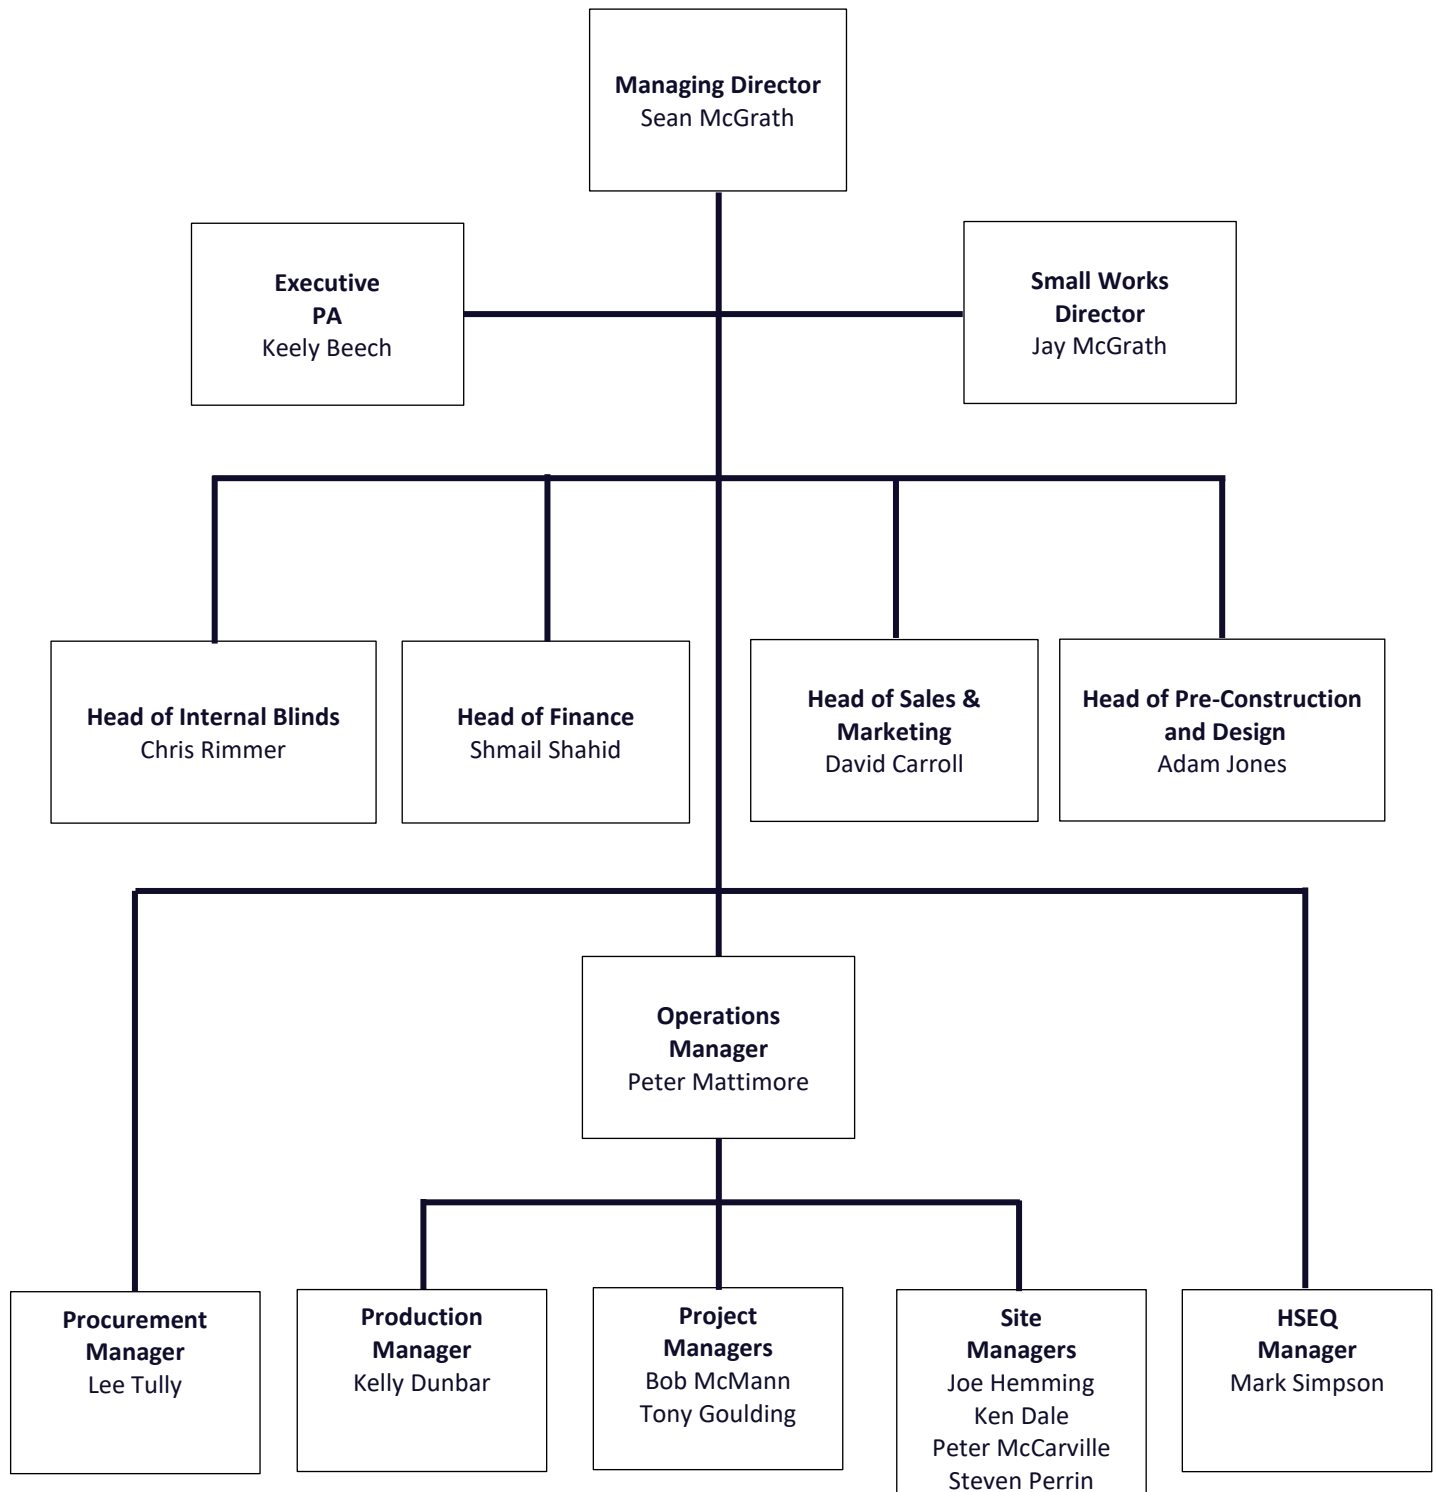 Managing Director
Sean McGrath
Executive
PA
Keely Beech
Small Works
Director
Jay McGrath
Head of Internal Blinds
Chris Rimmer
Head of Finance
Shmail Shahid
Head of Sales &
Marketing
David Carroll
Head of Pre-Construction
and Design
Adam Jones
Operations
Manager
Peter Mattimore
Procurement
Manager
Lee Tully
Production
Manager
Kelly Dunbar
Project
Managers
Bob McMann
Tony Goulding
Site
Managers
Joe Hemming
Ken Dale
Peter McCarville
Steven Perrin
HSEQ
Manager
Mark Simpson